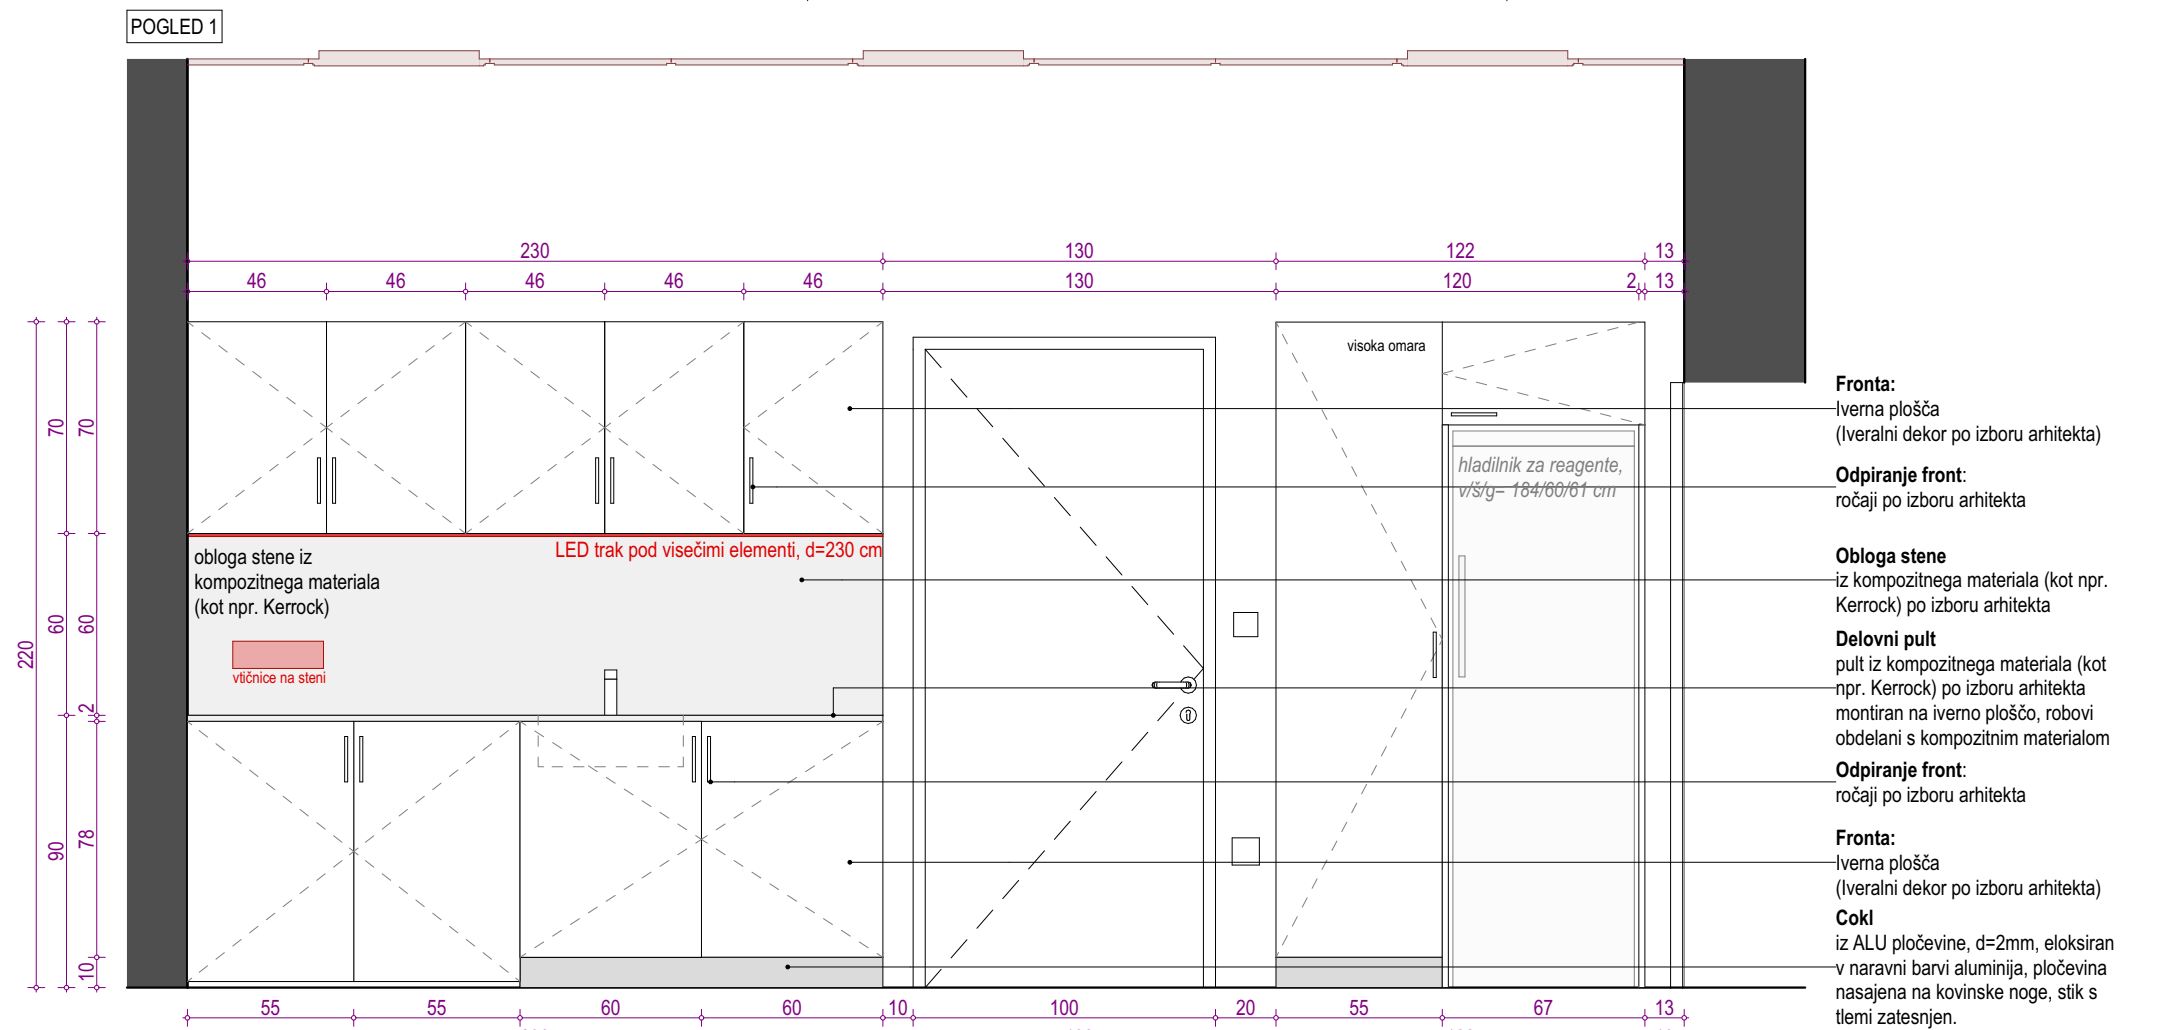 POGLED 1
230 130 122 13
46 46 46 46 46 130 120 2 13
visoka omara
hladilnik za reagente,
v/š/g= 184/60/61 cm
LED trak pod visečimi elementi, d=230 cm
obloga stene iz
kompozitnega materiala
(kot npr. Kerrock)
vtičnice na steni
220
70
60
90
70
60
2
78
10
55 55 60 60 10 100 20 55 67 13
Fronta:
Iverna plošča
(Iveralni dekor po izboru arhitekta)
Odpiranje front:
ročaji po izboru arhitekta
Obloga stene
iz kompozitnega materiala (kot npr.
Kerrock) po izboru arhitekta
Delovni pult
pult iz kompozitnega materiala (kot
npr. Kerrock) po izboru arhitekta
montiran na iverno ploščo, robovi
obdelani s kompozitnim materialom
Odpiranje front:
ročaji po izboru arhitekta
Fronta:
Iverna plošča
(Iveralni dekor po izboru arhitekta)
Cokl
iz ALU pločevine, d=2mm, eloksiran
v naravni barvi aluminija, pločevina
nasajena na kovinske noge, stik s
tlemi zatesnjen.